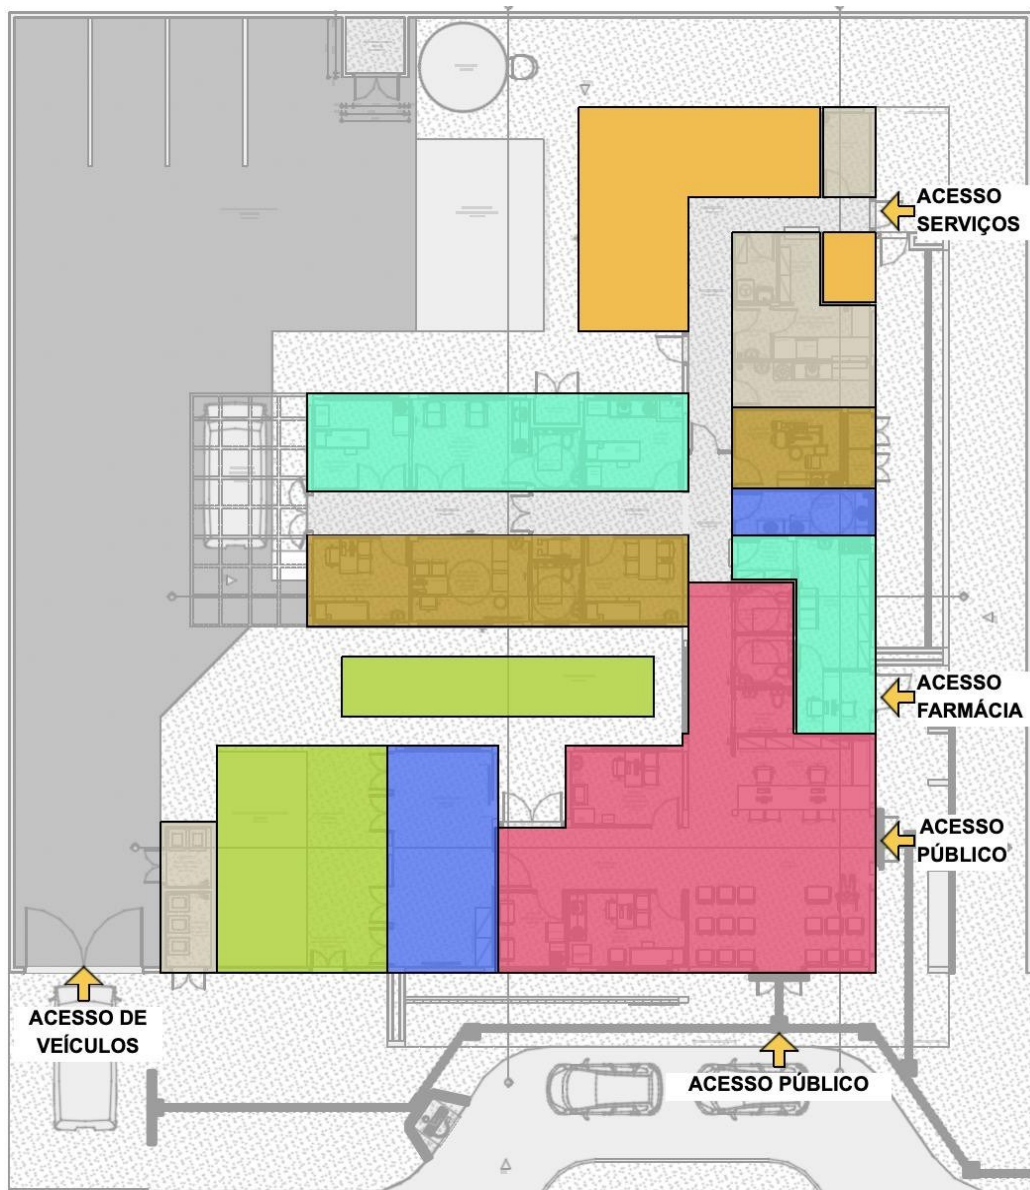 ACESSO
SERVIÇOS
ACESSO
FARMÁCIA
ACESSO
PÚBLICO
ACESSO DE
VEÍCULOS
ACESSO PÚBLICO